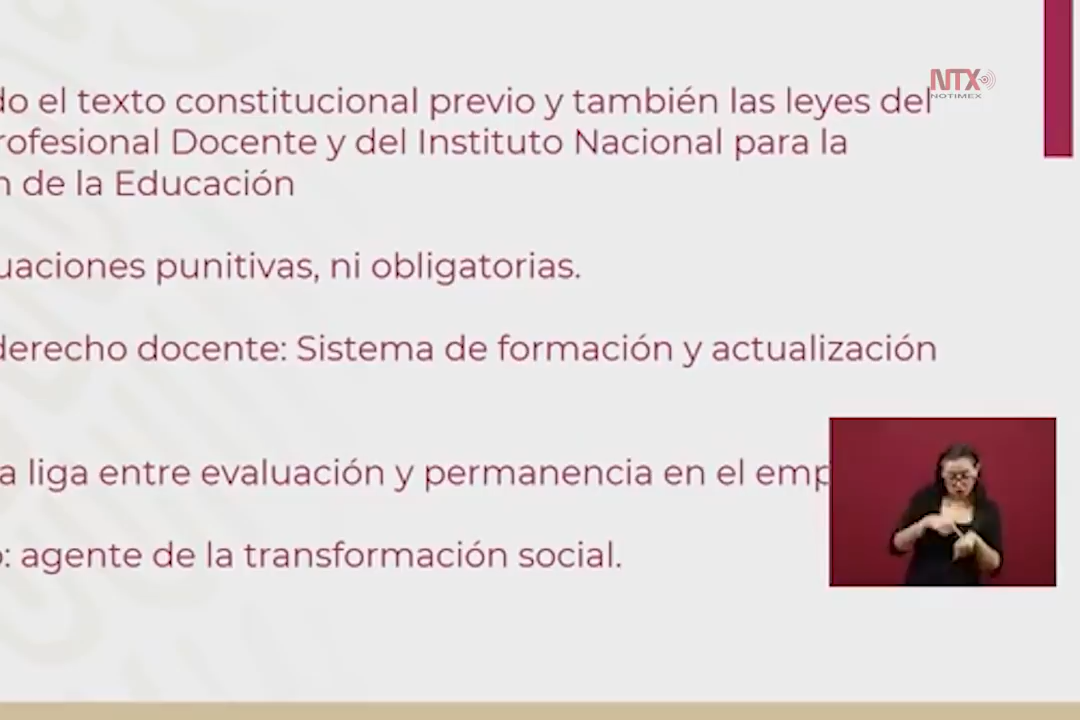 NTX
NOTIMEX
do el texto constitucional previo y también las leyes del
rofesional Docente y del Instituto Nacional para la
n de la Educación
uaciones punitivas, ni obligatorias.
derecho docente: Sistema de formación y actualización
a liga entre evaluación y permanencia en el emp
o: agente de la transformación social.